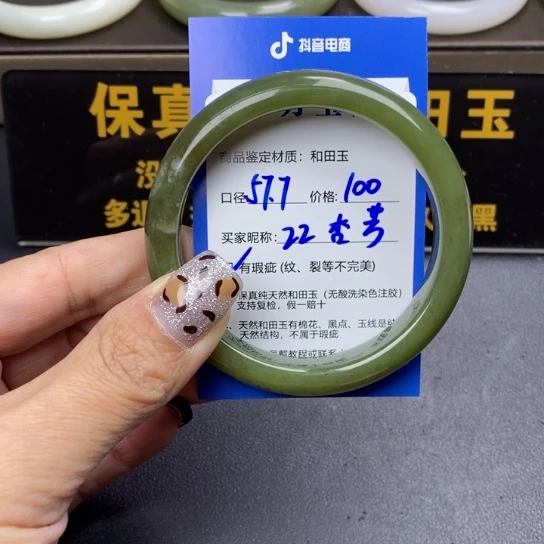 抖音电商
保真 田玉
商品鉴定材质：和田玉
口径 57.7 价格: 100
买家昵称: 22 杏
有瑕疵 (纹、裂等不完美)
保真纯天然和田玉（无酸洗染色注胶）
支持复检，假一赔十
天然和田玉有棉花、黑点、玉线是
天然结构，不属于瑕疵
黑